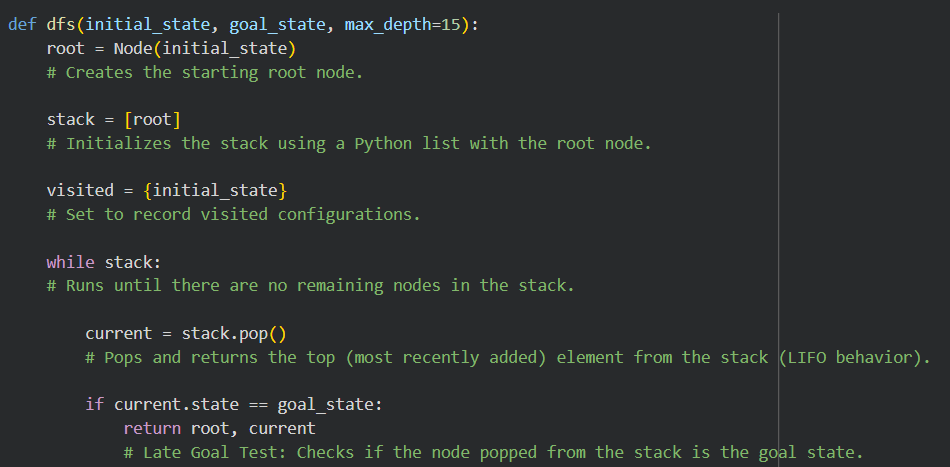 def dfs(initial_state, goal_state, max_depth=15):
    root = Node(initial_state)
    # Creates the starting root node.
    stack = [root]
    # Initializes the stack using a Python list with the root node.
    visited = {initial_state}
    # Set to record visited configurations.
    while stack:
    # Runs until there are no remaining nodes in the stack.
        current = stack.pop()
        # Pops and returns the top (most recently added) element from the stack (LIFO behavior).
        if current.state == goal_state:
            return root, current
            # Late Goal Test: Checks if the node popped from the stack is the goal state.